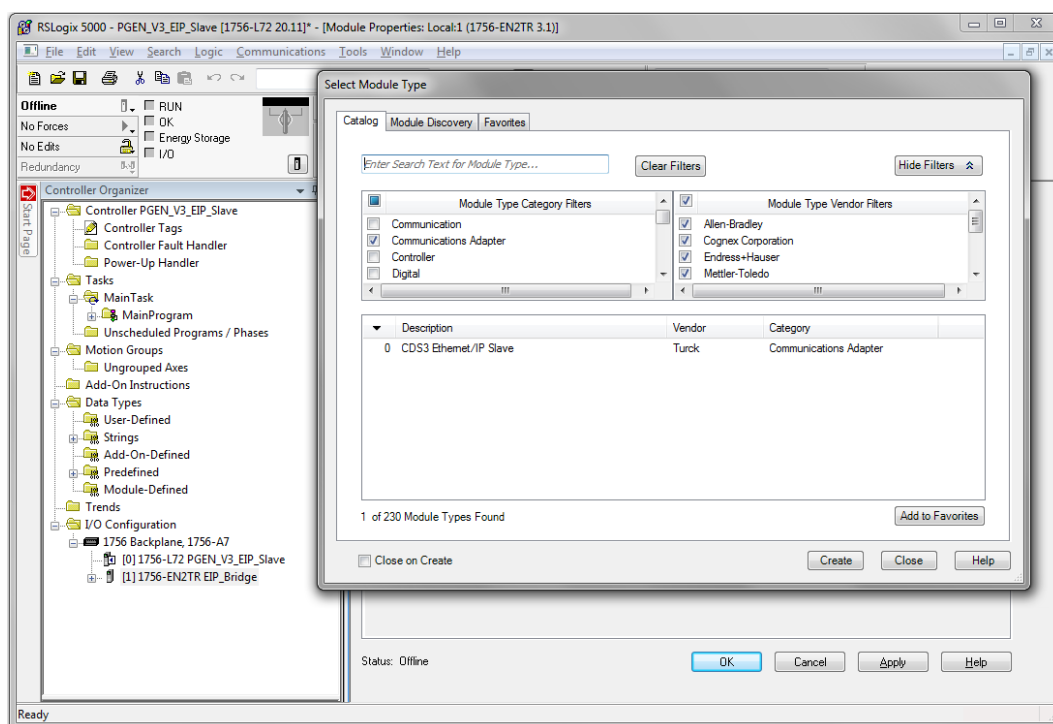 RSLogix 5000 - PGEN_V3_EIP_Slave [1756-L72 20.11]* - [Module Properties: Local:1 (1756-EN2TR 3.1)]
File Edit View Search Logic Communications Tools Window Help
Offline
No Forces
No Edits
Redundancy
RUN
OK
Energy Storage
I/O
Start Page
Controller Organizer
Controller PGEN_V3_EIP_Slave
Controller Tags
Controller Fault Handler
Power-Up Handler
Tasks
MainTask
MainProgram
Unscheduled Programs / Phases
Motion Groups
Ungrouped Axes
Add-On Instructions
Data Types
User-Defined
Strings
Add-On-Defined
Predefined
Module-Defined
Trends
I/O Configuration
1756 Backplane, 1756-A7
[0] 1756-L72 PGEN_V3_EIP_Slave
[1] 1756-EN2TR EIP_Bridge
Select Module Type
Catalog Module Discovery Favorites
Enter Search Text for Module Type...
Clear Filters
Hide Filters
Module Type Category Filters
Communication
Communications Adapter
Controller
Digital
Module Type Vendor Filters
Allen-Bradley
Cognex Corporation
Endress+Hauser
Mettler-Toledo
Description Vendor Category
0 CDS3 Ethernet/IP Slave Turck Communications Adapter
1 of 230 Module Types Found
Add to Favorites
Close on Create
Create Close Help
Status: Offline
OK Cancel Apply Help
Ready